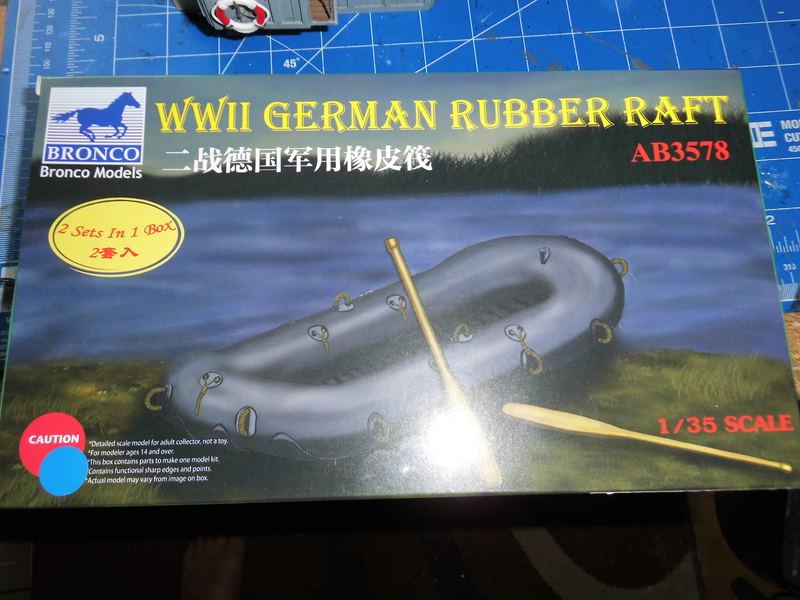 5
45°
WWII GERMAN RUBBER RAFT
BRONCO
Bronco Models
二战德国军用橡皮筏
AB3578
2 Sets In 1 Box
2套入
2
310
1/35 SCALE
CAUTION
*Detailed scale model for adult collector, not a toy.
*For modeler ages 14 and over.
*This box contains parts to make one model kit.
Contains functional sharp edges and points.
*Actual model may vary from image on box.